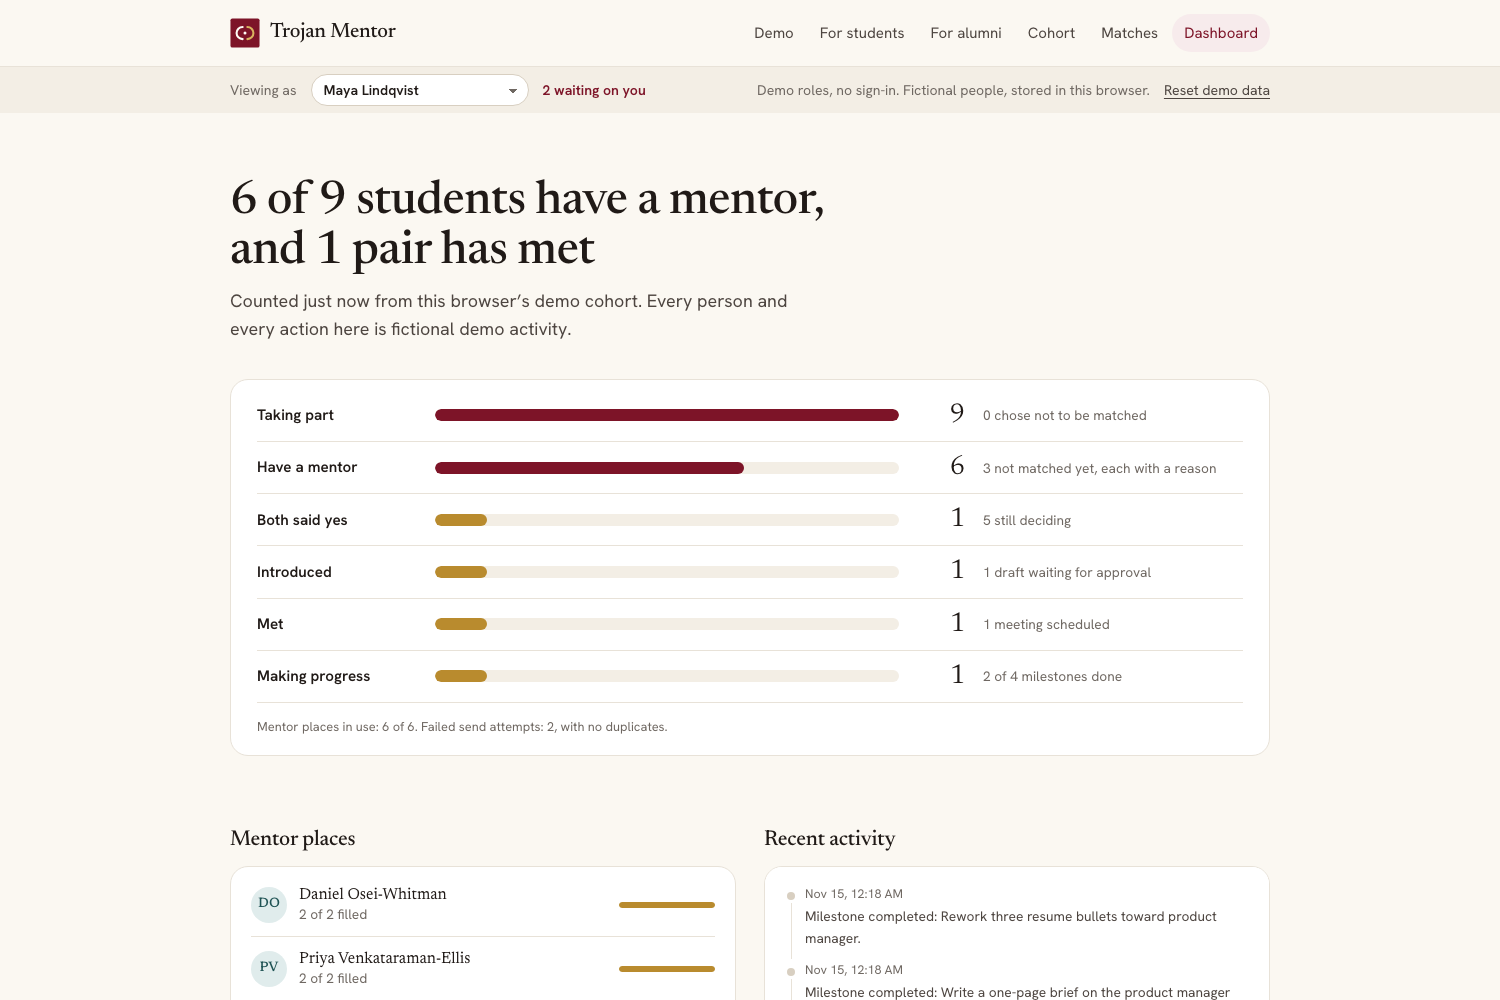 Trojan Mentor
Demo
For students
For alumni
Cohort
Matches
Dashboard
Viewing as
Maya Lindqvist
2 waiting on you
Demo roles, no sign-in. Fictional people, stored in this browser.
Reset demo data
6 of 9 students have a mentor,
and 1 pair has met
Counted just now from this browser’s demo cohort. Every person and
every action here is fictional demo activity.
Taking part
9
0 chose not to be matched
Have a mentor
6
3 not matched yet, each with a reason
Both said yes
1
5 still deciding
Introduced
1
1 draft waiting for approval
Met
1
1 meeting scheduled
Making progress
1
2 of 4 milestones done
Mentor places in use: 6 of 6. Failed send attempts: 2, with no duplicates.
Mentor places
DO
Daniel Osei-Whitman
2 of 2 filled
PV
Priya Venkataraman-Ellis
2 of 2 filled
Recent activity
Nov 15, 12:18 AM
Milestone completed: Rework three resume bullets toward product
manager.
Nov 15, 12:18 AM
Milestone completed: Write a one-page brief on the product manager